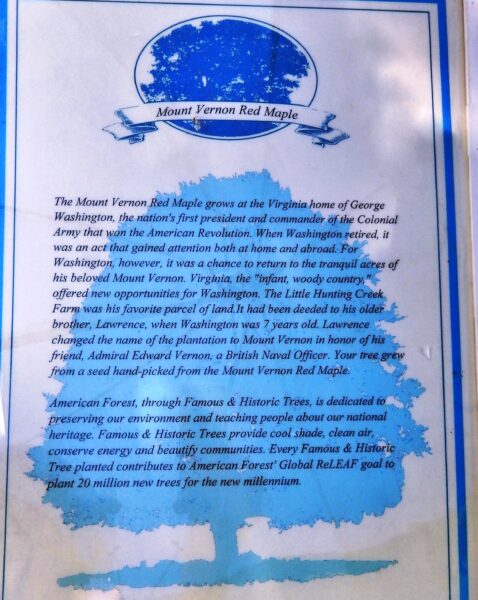 Mount Vernon Red Maple
The Mount Vernon Red Maple grows at the Virginia home of George
Washington, the nation's first president and commander of the Colonial
Army that won the American Revolution. When Washington retired, it
was an act that gained attention both at home and abroad. For
Washington, however, it was a chance to return to the tranquil acres of
his beloved Mount Vernon. Virginia, the "infant, woody country,"
offered new opportunities for Washington. The Little Hunting Creek
Farm was his favorite parcel of land.It had been deeded to his older
brother, Lawrence, when Washington was 7 years old. Lawrence
changed the name of the plantation to Mount Vernon in honor of his
friend, Admiral Edward Vernon, a British Naval Officer. Your tree grew
from a seed hand-picked from the Mount Vernon Red Maple.
American Forest, through Famous & Historic Trees, is dedicated to
preserving our environment and teaching people about our national
heritage. Famous & Historic Trees provide cool shade, clean air,
conserve energy and beautify communities. Every Famous & Historic
Tree planted contributes to American Forest' Global ReLEAF goal to
plant 20 million new trees for the new millennium.